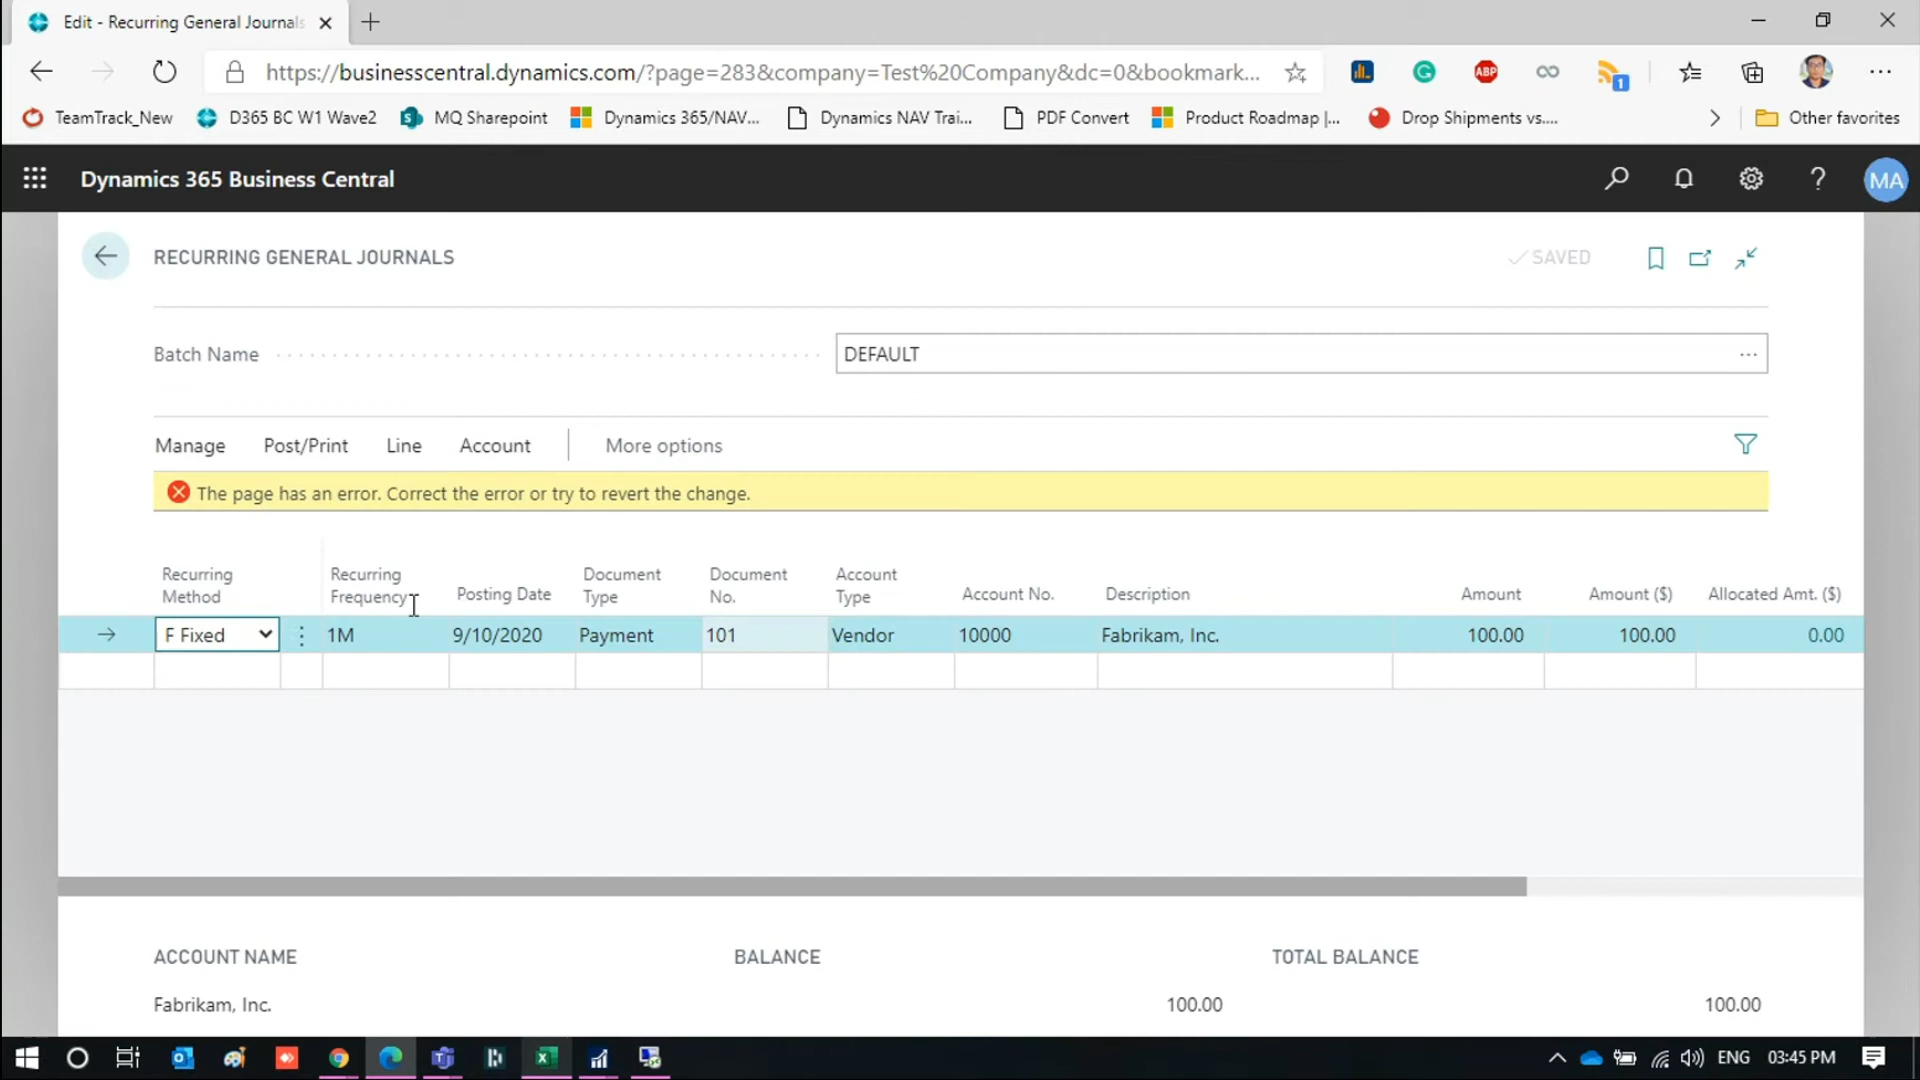 Edit - Recurring General Journals
https://businesscentral.dynamics.com/?page=283&company=Test%20Company&dc=0&bookmark...
ABP
1
TeamTrack_New
D365 BC W1 Wave2
MQ Sharepoint
Dynamics 365/NAV...
Dynamics NAV Trai...
PDF Convert
Product Roadmap |...
Drop Shipments vs....
Other favorites
Dynamics 365 Business Central
MA
RECURRING GENERAL JOURNALS
SAVED
Batch Name
DEFAULT
Manage
Post/Print
Line
Account
More options
The page has an error. Correct the error or try to revert the change.
Recurring Method
Recurring Frequency
Posting Date
Document Type
Document No.
Account Type
Account No.
Description
Amount
Amount ($)
Allocated Amt. ($)
F Fixed
1M
9/10/2020
Payment
101
Vendor
10000
Fabrikam, Inc.
100.00
100.00
0.00
ACCOUNT NAME
BALANCE
TOTAL BALANCE
Fabrikam, Inc.
100.00
100.00
ENG
03:45 PM